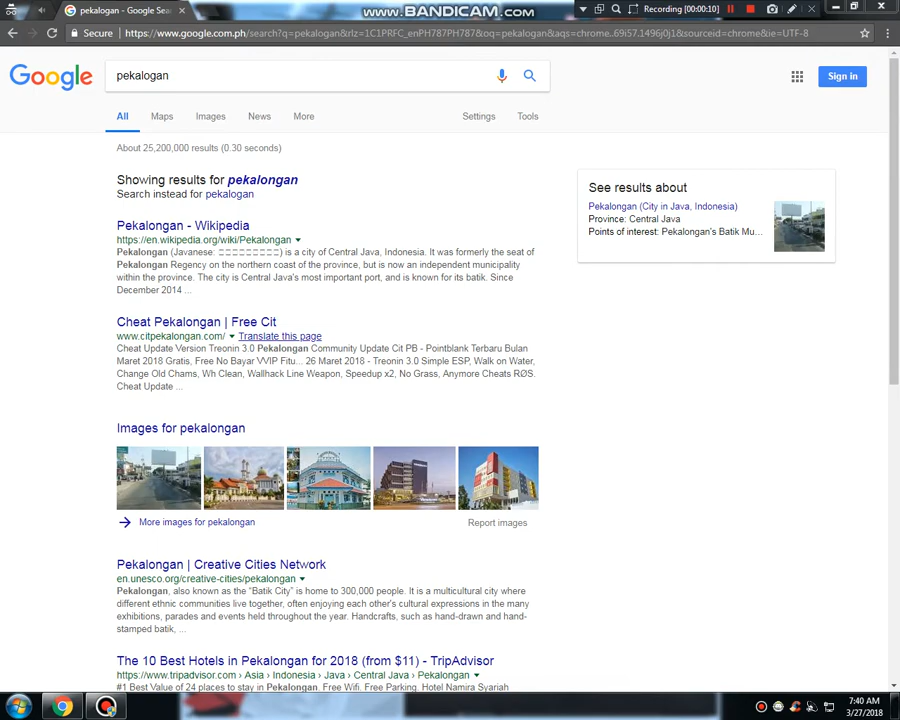 pekalogan - Google Sea
www.BANDICAM.com
Recording [00:00:10]
Secure
https://www.google.com.ph/search?q=pekalogan&rlz=1C1PRFC_enPH787PH787&oq=pekalogan&aqs=chrome..69i57.1496j0j1&sourceid=chrome&ie=UTF-8
Google
pekalogan
Sign in
All Maps Images News More Settings Tools
About 25,200,000 results (0.30 seconds)
Showing results for pekalongan
Search instead for pekalogan
Pekalongan - Wikipedia
https://en.wikipedia.org/wiki/Pekalongan
Pekalongan (Javanese: □□□□□□□□□) is a city of Central Java, Indonesia. It was formerly the seat of
Pekalongan Regency on the northern coast of the province, but is now an independent municipality
within the province. The city is Central Java's most important port, and is known for its batik. Since
December 2014 ...
Cheat Pekalongan | Free Cit
www.citpekalongan.com/ Translate this page
Cheat Update Version Treonin 3.0 Pekalongan Community Update Cit PB - Pointblank Terbaru Bulan
Maret 2018 Gratis, Free No Bayar VVIP Fitu... 26 Maret 2018 - Treonin 3.0 Simple ESP, Walk on Water,
Change Old Chams, Wh Clean, Wallhack Line Weapon, Speedup x2, No Grass, Anymore Cheats RØS.
Cheat Update ...
Images for pekalogan
More images for pekalogan
Report images
Pekalongan | Creative Cities Network
en.unesco.org/creative-cities/pekalongan
Pekalongan, also known as the “Batik City” is home to 300,000 people. It is a multicultural city where
different ethnic communities live together, often enjoying each other's cultural expressions in the many
exhibitions, parades and events held throughout the year. Handcrafts, such as hand-drawn and hand-
stamped batik, ...
The 10 Best Hotels in Pekalongan for 2018 (from $11) - TripAdvisor
https://www.tripadvisor.com › Asia › Indonesia › Java › Central Java › Pekalongan
#1 Best Value of 24 places to stay in Pekalongan. Free Wifi. Free Parking. Hotel Namira Syariah
See results about
Pekalongan (City in Java, Indonesia)
Province: Central Java
Points of interest: Pekalongan's Batik Mu...
7:40 AM
3/27/2018